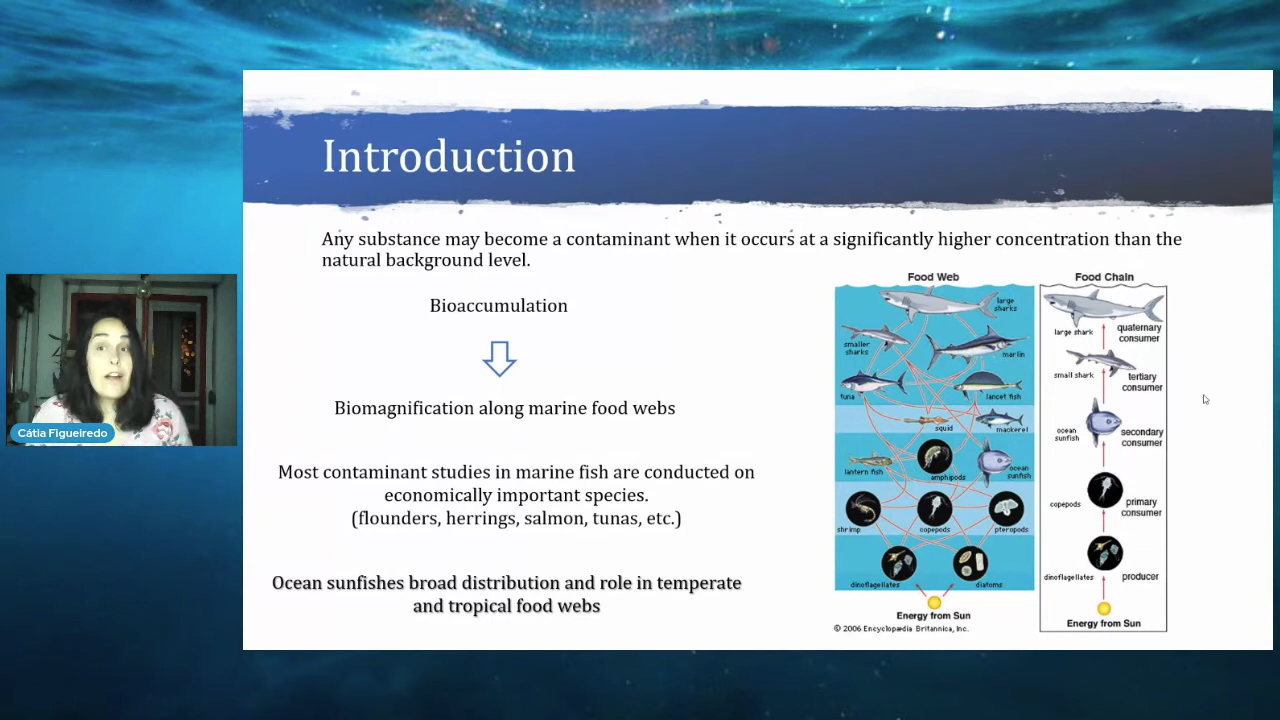 Introduction
Any substance may become a contaminant when it occurs at a significantly higher concentration than the
natural background level.
Bioaccumulation
Biomagnification along marine food webs
Most contaminant studies in marine fish are conducted on
economically important species.
(flounders, herrings, salmon, tunas, etc.)
Ocean sunfishes broad distribution and role in temperate
and tropical food webs
Cátia Figueiredo
Food Web
large
sharks
smaller
sharks
marlin
tuna
lancet fish
squid
mackerel
lantern fish
amphipods
ocean
sunfish
shrimp
copepods
pteropods
dinoflagellates
diatoms
Energy from Sun
© 2006 Encyclopædia Britannica, Inc.
Food Chain
large shark
quaternary
consumer
small shark
tertiary
consumer
ocean
sunfish
secondary
consumer
copepods
primary
consumer
dinoflagellates
producer
Energy from Sun